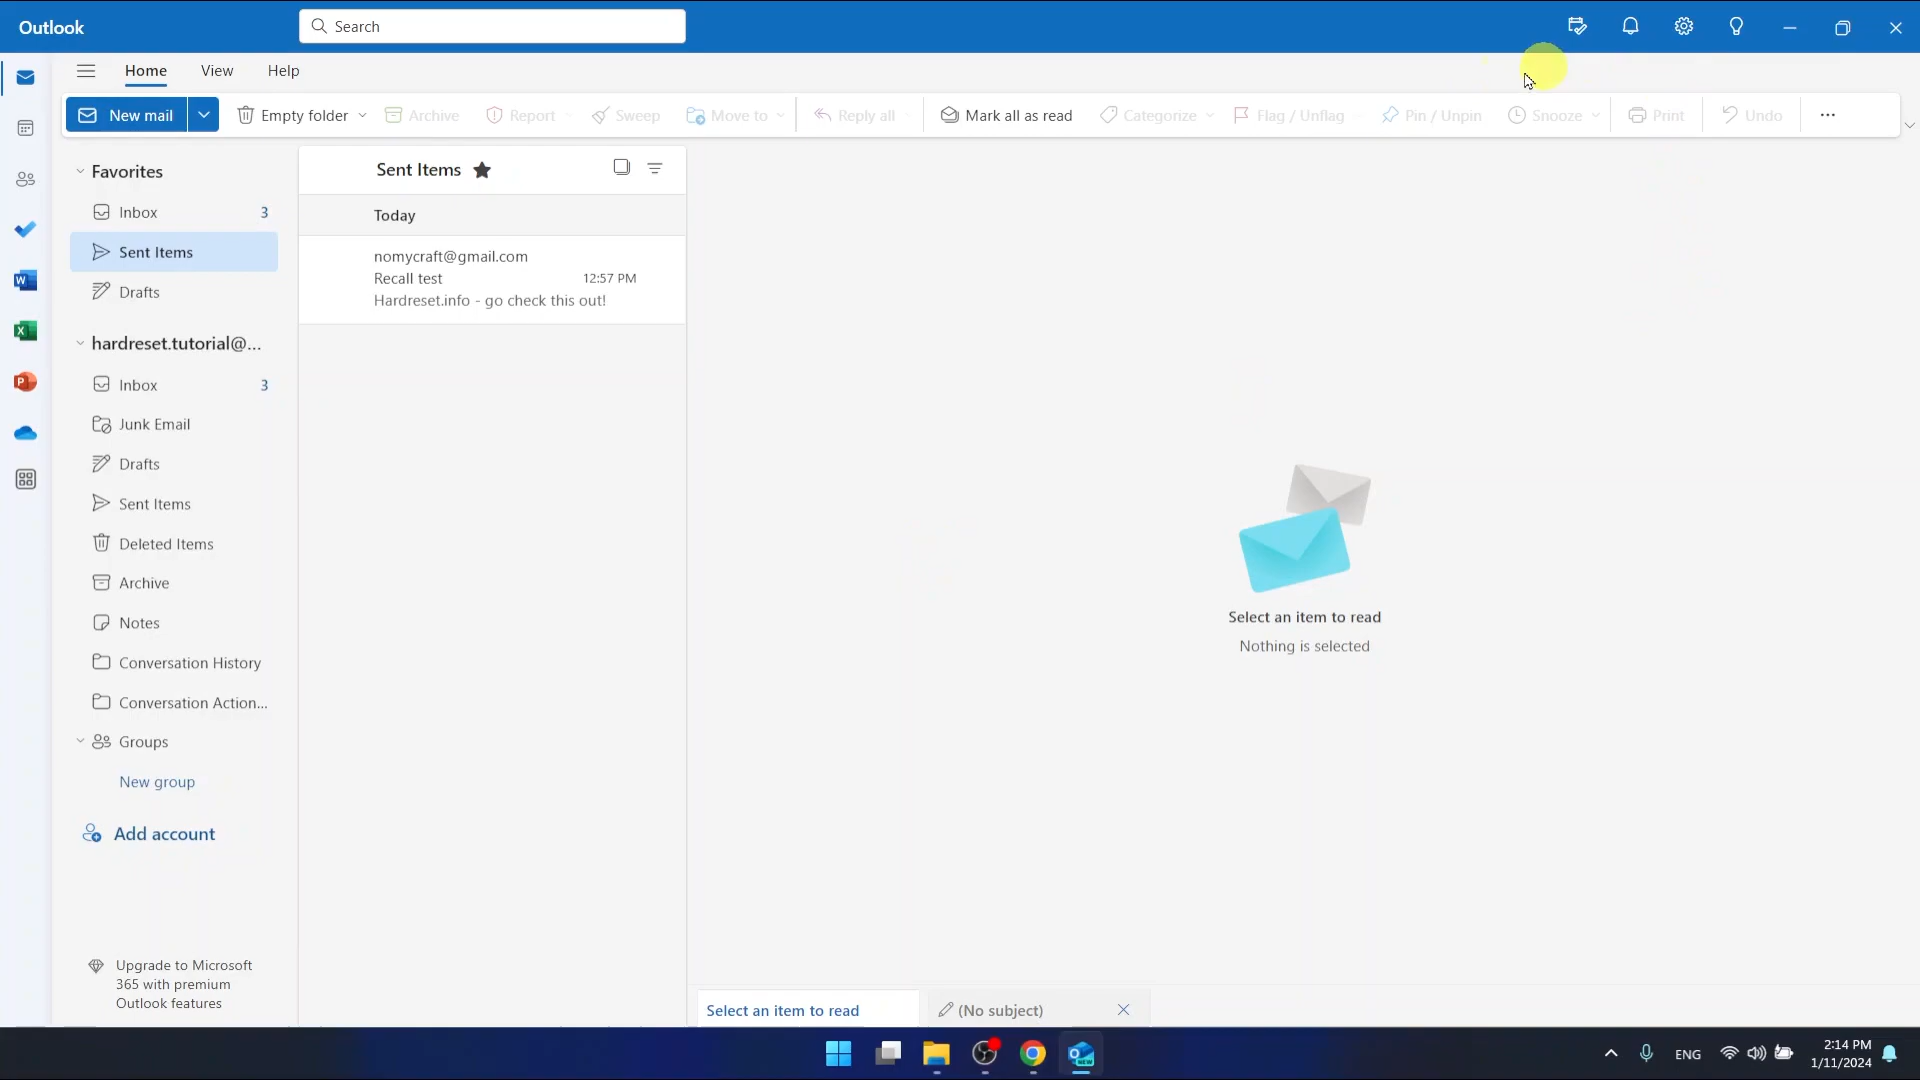 Outlook
Search
Home
View
Help
New mail
Empty folder
Archive
Report
Sweep
Move to
Reply all
Mark all as read
Categorize
Flag / Unflag
Pin / Unpin
Snooze
Print
Undo
Favorites
Inbox 3
Sent Items
Drafts
hardreset.tutorial@...
Inbox 3
Junk Email
Drafts
Sent Items
Deleted Items
Archive
Notes
Conversation History
Conversation Action...
Groups
New group
Add account
Upgrade to Microsoft
365 with premium
Outlook features
Sent Items
Today
nomycraft@gmail.com
Recall test 12:57 PM
Hardreset.info - go check this out!
Select an item to read
Nothing is selected
Select an item to read
(No subject)
NEW
ENG
2:14 PM
1/11/2024